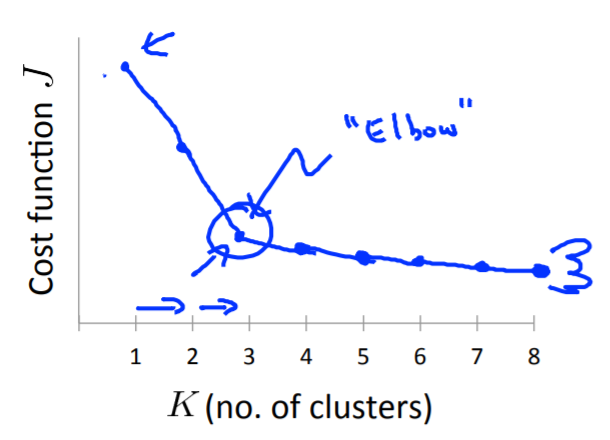 Cost function J
"Elbow"
1 2 3 4 5 6 7 8
K (no. of clusters)